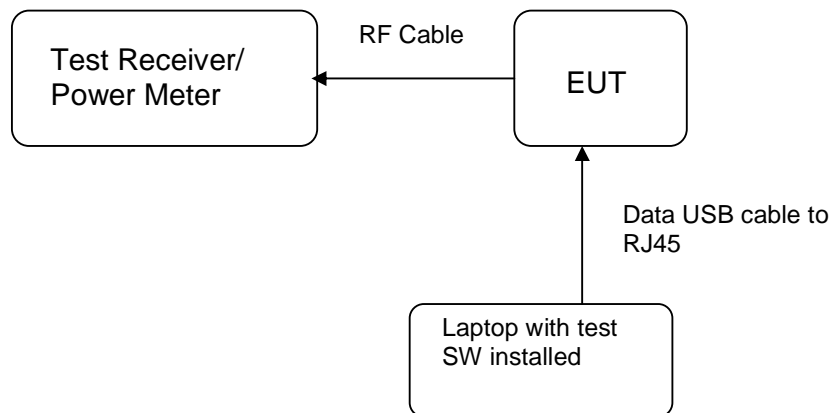 RF Cable
Test Receiver/
Power Meter
EUT
Data USB cable to
RJ45
Laptop with test
SW installed